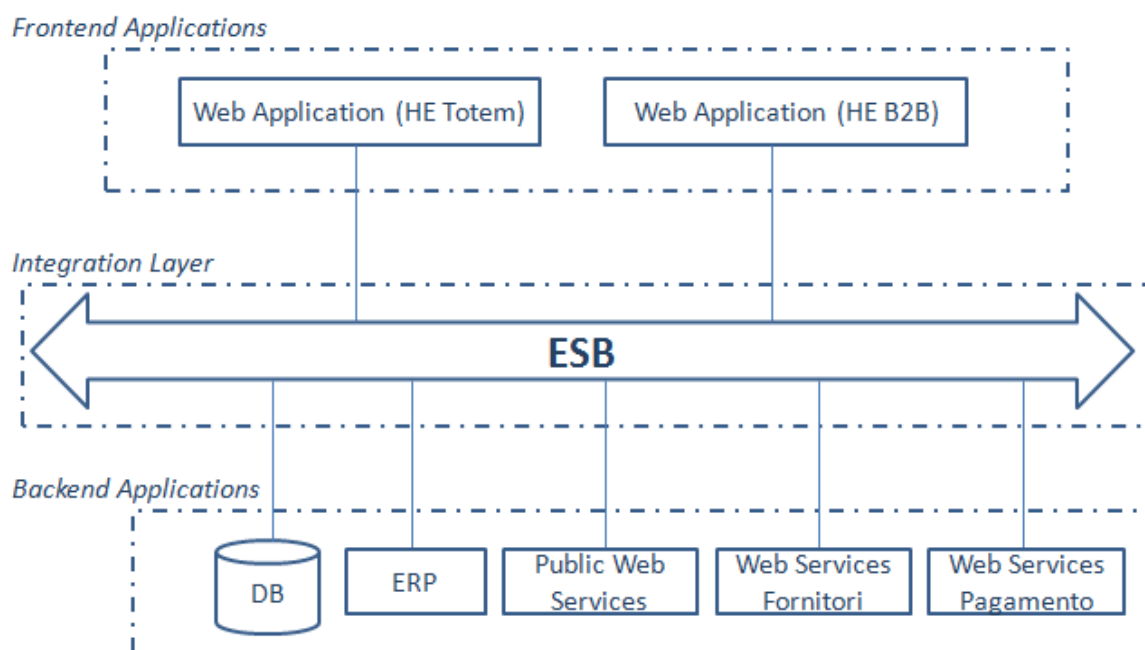 Frontend Applications
Web Application (HE Totem)
Web Application (HE B2B)
Integration Layer
ESB
Backend Applications
DB
ERP
Public Web
Services
Web Services
Fornitori
Web Services
Pagamento